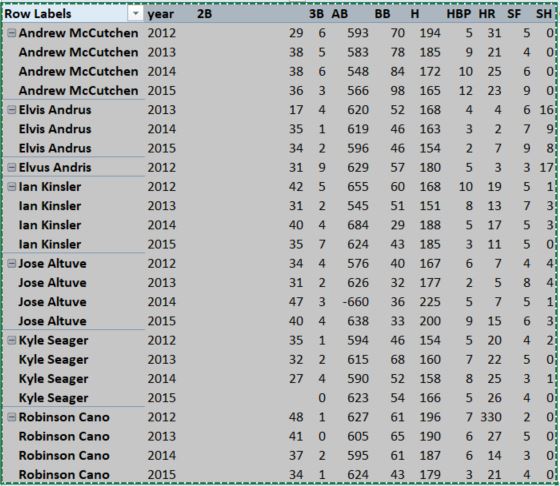 Row Labels year 2B 3B AB BB H HBP HR SF SH
Andrew McCutchen 2012 29 6 593 70 194 5 31 5 0
Andrew McCutchen 2013 38 5 583 78 185 9 21 4 0
Andrew McCutchen 2014 38 6 548 84 172 10 25 6 0
Andrew McCutchen 2015 36 3 566 98 165 12 23 9 0
Elvis Andrus 2013 17 4 620 52 168 4 4 6 16
Elvis Andrus 2014 35 1 619 46 163 3 2 7 9
Elvis Andrus 2015 34 2 596 46 154 2 7 9 8
Elvus Andris 2012 31 9 629 57 180 5 3 3 17
Ian Kinsler 2012 42 5 655 60 168 10 19 5 1
Ian Kinsler 2013 31 2 545 51 151 8 13 7 3
Ian Kinsler 2014 40 4 684 29 188 5 17 5 3
Ian Kinsler 2015 35 7 624 43 185 3 11 5 0
Jose Altuve 2012 34 4 576 40 167 6 7 4 4
Jose Altuve 2013 31 2 626 32 177 2 5 8 4
Jose Altuve 2014 47 3 -660 36 225 5 7 5 1
Jose Altuve 2015 40 4 638 33 200 9 15 6 3
Kyle Seager 2012 35 1 594 46 154 5 20 4 2
Kyle Seager 2013 32 2 615 68 160 7 22 5 0
Kyle Seager 2014 27 4 590 52 158 8 25 3 1
Kyle Seager 2015 0 623 54 166 5 26 4 0
Robinson Cano 2012 48 1 627 61 196 7 330 2 0
Robinson Cano 2013 41 0 605 65 190 6 27 5 0
Robinson Cano 2014 37 2 595 61 187 6 14 3 0
Robinson Cano 2015 34 1 624 43 179 3 21 4 0